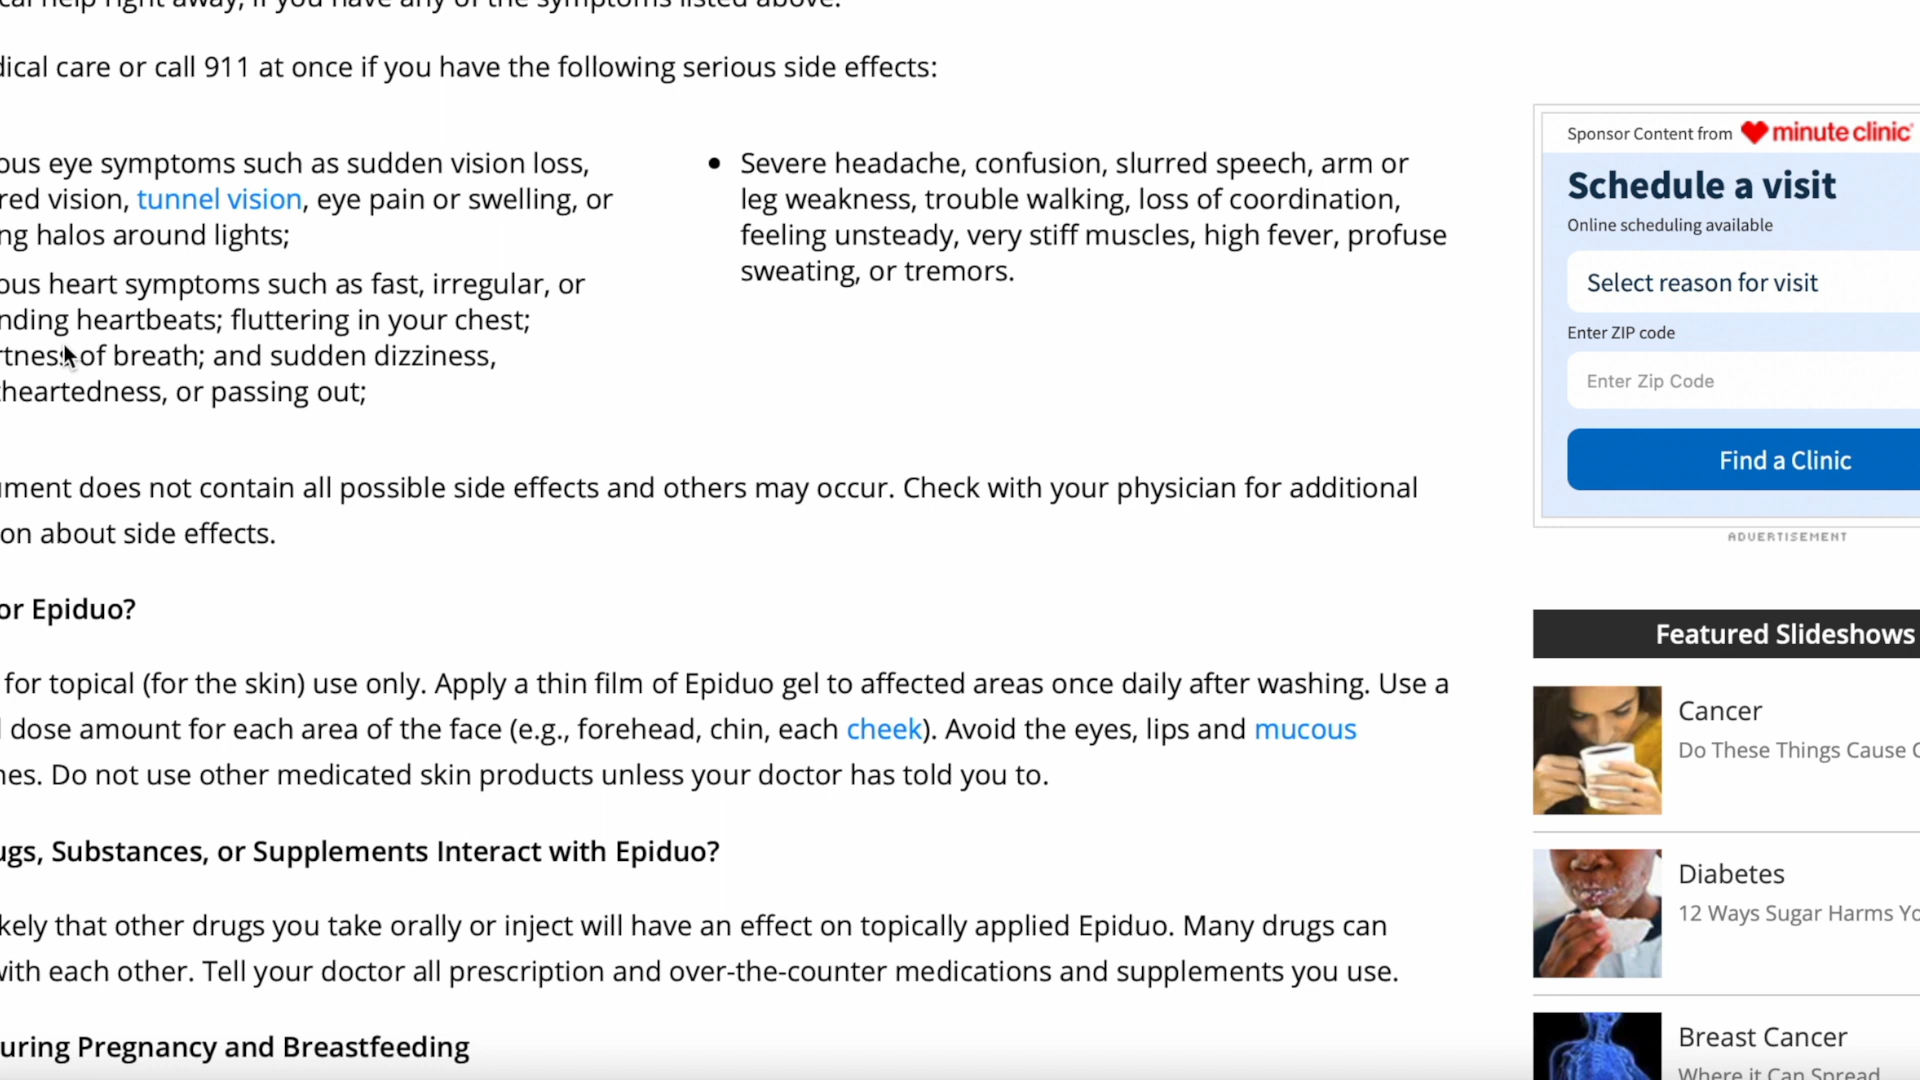 dical care or call 911 at once if you have the following serious side effects:
ous eye symptoms such as sudden vision loss,
red vision, tunnel vision, eye pain or swelling, or
ng halos around lights;
ous heart symptoms such as fast, irregular, or
nding heartbeats; fluttering in your chest;
rtness of breath; and sudden dizziness,
theartedness, or passing out;
• Severe headache, confusion, slurred speech, arm or
leg weakness, trouble walking, loss of coordination,
feeling unsteady, very stiff muscles, high fever, profuse
sweating, or tremors.
ument does not contain all possible side effects and others may occur. Check with your physician for additional
on about side effects.
or Epiduo?
for topical (for the skin) use only. Apply a thin film of Epiduo gel to affected areas once daily after washing. Use a
l dose amount for each area of the face (e.g., forehead, chin, each cheek). Avoid the eyes, lips and mucous
nes. Do not use other medicated skin products unless your doctor has told you to.
ugs, Substances, or Supplements Interact with Epiduo?
kely that other drugs you take orally or inject will have an effect on topically applied Epiduo. Many drugs can
with each other. Tell your doctor all prescription and over-the-counter medications and supplements you use.
uring Pregnancy and Breastfeeding
Sponsor Content from minute clinic
Schedule a visit
Online scheduling available
Select reason for visit
Enter ZIP code
Enter Zip Code
Find a Clinic
ADVERTISEMENT
Featured Slideshows
Cancer
Do These Things Cause C
Diabetes
12 Ways Sugar Harms Yo
Breast Cancer
Where it Can Spread